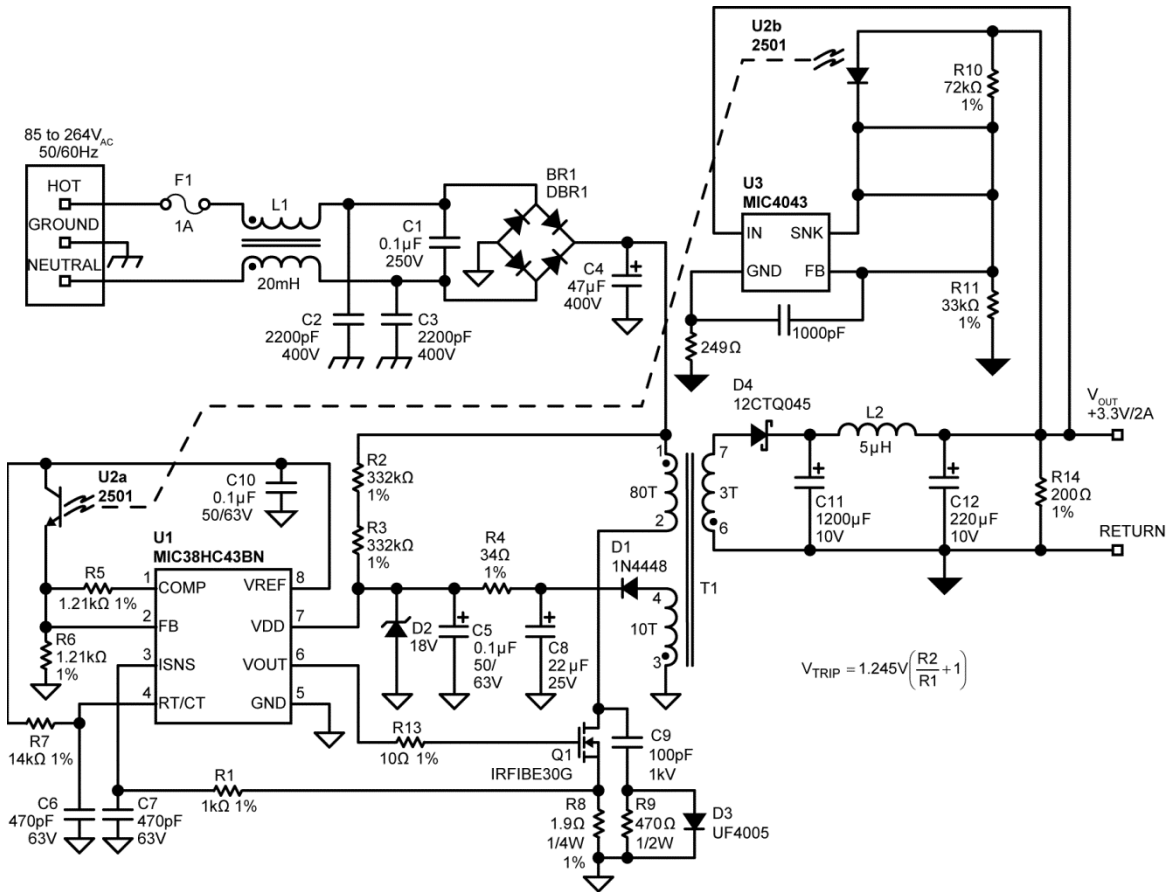 85 to 264VAC
50/60Hz
HOT
GROUND
NEUTRAL
F1
1A
L1
20mH
C2
2200pF
400V
C3
2200pF
400V
C1
0.1µF
250V
BR1
DBR1
C4
47µF
400V
U2b
2501
R10
72kΩ
1%
U3
MIC4043
IN
SNK
GND
FB
R11
33kΩ
1%
1000pF
249Ω
D4
12CTQ045
L2
5µH
VOUT
+3.3V/2A
C11
1200µF
10V
C12
220µF
10V
R14
200Ω
1%
RETURN
1
80T
2
7
3T
6
T1
4
10T
3
R2
332kΩ
1%
R3
332kΩ
1%
R4
34Ω
1%
D1
1N4448
D2
18V
C5
0.1µF
50/
63V
C8
22µF
25V
U2a
2501
C10
0.1µF
50/63V
U1
MIC38HC43BN
R5
1.21kΩ 1%
R6
1.21kΩ
1%
1 COMP
VREF 8
2 FB
VDD 7
3 ISNS
VOUT 6
4 RT/CT
GND 5
R7
14kΩ 1%
C6
470pF
63V
C7
470pF
63V
R1
1kΩ 1%
R13
10Ω 1%
Q1
IRFIBE30G
C9
100pF
1kV
R8
1.9Ω
1/4W
1%
R9
470Ω
1/2W
D3
UF4005
VTRIP = 1.245V(R2/R1 + 1)